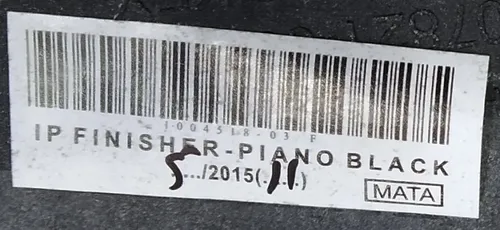 1004518-03 F
IP FINISHER-PIANO BLACK
5.../2015(.11.)
MATA